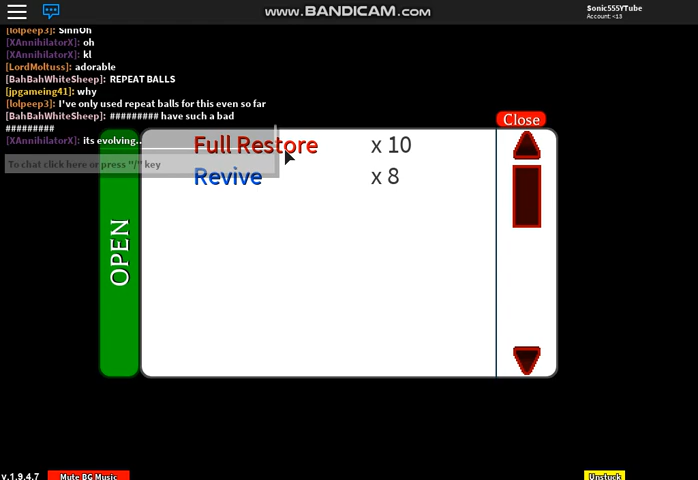 www.BANDICAM.com
Sonic555YTube
Account: <13
[lolpeep3]: SinnOh
[XAnnihilatorX]: oh
[XAnnihilatorX]: kl
[LordMoltuss]: adorable
[BahBahWhiteSheep]: REPEAT BALLS
[jpgameing41]: why
[lolpeep3]: I've only used repeat balls for this even so far
[BahBahWhiteSheep]: ######### have such a bad
#########
[XAnnihilatorX]: its evolving..
To chat click here or press "/" key
Close
Full Restore x 10
Revive x 8
OPEN
v.1.9.4.7
Mute BG Music
Unstuck